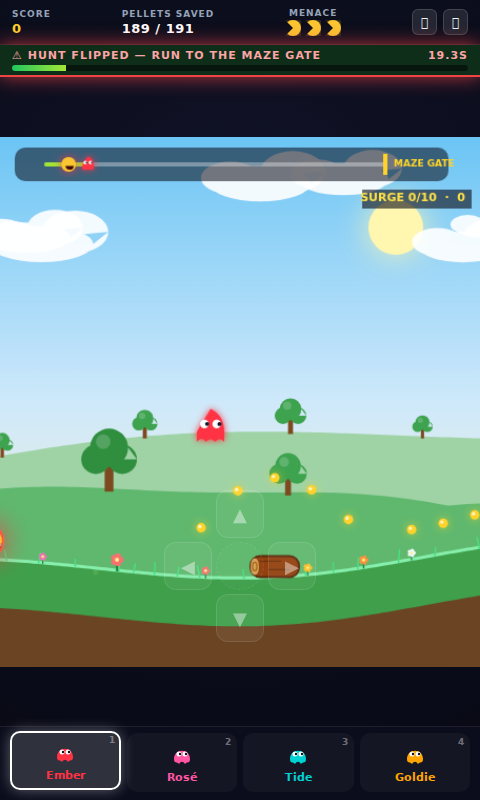 SCORE
0
PELLETS SAVED
189 / 191
MENACE
⚠ HUNT FLIPPED — RUN TO THE MAZE GATE
19.3S
MAZE GATE
SURGE 0/10 · 0
1
Ember
2
Rosé
3
Tide
4
Goldie